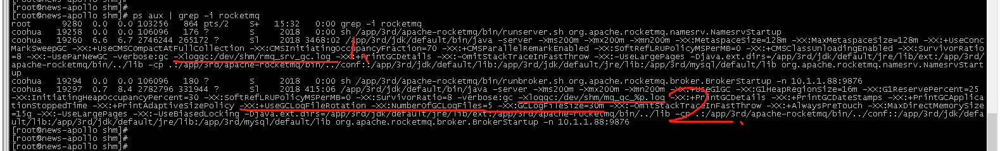 [root@news-apollo shm]#
[root@news-apollo shm]#
[root@news-apollo shm]# ps aux | grep -i rocketmq
root 9280 0.0 0.0 103256 864 pts/2 S+ 15:32 0:00 grep -i rocketmq
coohua 19258 0.0 0.0 106096 176 ? S 2018 0:00 sh /app/3rd/apache-rocketmq/bin/runserver.sh org.apache.rocketmq.namesrv.NamesrvStartup
coohua 19260 6.6 6.7 2746244 265172 ? Sl 2018 3468:02 /app/3rd/jdk/default/bin/java -server -Xms200m -Xmx200m -Xmn200m -XX:MetaspaceSize=128m -XX:MaxMetaspaceSize=128m -XX:+UseConc
MarkSweepGC -XX:+UseCMSCompactAtFullCollection -XX:CMSInitiatingOccupancyFraction=70 -XX:+CMSParallelRemarkEnabled -XX:SoftRefLRUPolicyMSPerMB=0 -XX:+CMSClassUnloadingEnabled -XX:SurvivorRatio
=8 -XX:-UseParNewGC -verbose:gc -Xloggc:/dev/shm/rmq_srv_gc.log -XX:+PrintGCDetails -XX:-OmitStackTraceInFastThrow -XX:-UseLargePages -Djava.ext.dirs=/app/3rd/jdk/default/jre/lib/ext:/app/3rd/
apache-rocketmq/bin/../lib -cp .:/app/3rd/apache-rocketmq/bin/../conf::/app/3rd/jdk/default/lib:/app/3rd/jdk/default/jre/lib:/app/3rd/mysql/default/lib org.apache.rocketmq.namesrv.NamesrvStart
up
coohua 19294 0.0 0.0 106096 180 ? S 2018 0:00 sh /app/3rd/apache-rocketmq/bin/runbroker.sh org.apache.rocketmq.broker.BrokerStartup -n 10.1.1.88:9876
coohua 19297 0.7 8.4 2782796 331944 ? Sl 2018 415:06 /app/3rd/jdk/default/bin/java -server -Xms200m -Xmx200m -Xmn200m -XX:+UseG1GC -XX:G1HeapRegionSize=16m -XX:G1ReservePercent=25
-XX:InitiatingHeapOccupancyPercent=30 -XX:SoftRefLRUPolicyMSPerMB=0 -XX:SurvivorRatio=8 -verbose:gc -Xloggc:/dev/shm/mq_gc_%p.log -XX:+PrintGCDetails -XX:+PrintGCDateStamps -XX:+PrintGCApplica
tionStoppedTime -XX:+PrintAdaptiveSizePolicy -XX:+UseGCLogFileRotation -XX:NumberOfGCLogFiles=5 -XX:GCLogFileSize=30m -XX:-OmitStackTraceInFastThrow -XX:+AlwaysPreTouch -XX:MaxDirectMemorySize
=15g -XX:-UseLargePages -XX:-UseBiasedLocking -Djava.ext.dirs=/app/3rd/jdk/default/jre/lib/ext:/app/3rd/apache-rocketmq/bin/../lib -cp .:/app/3rd/apache-rocketmq/bin/../conf::/app/3rd/jdk/defa
ult/lib:/app/3rd/jdk/default/jre/lib:/app/3rd/mysql/default/lib org.apache.rocketmq.broker.BrokerStartup -n 10.1.1.88:9876
[root@news-apollo shm]#
[root@news-apollo shm]#
[root@news-apollo shm]#